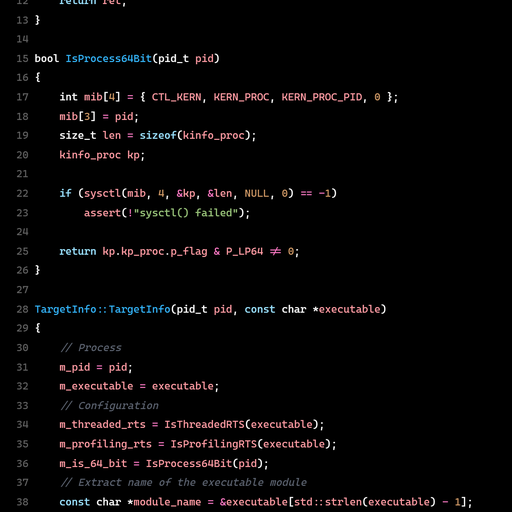 12     return ret;
13 }
14
15 bool IsProcess64Bit(pid_t pid)
16 {
17     int mib[4] = { CTL_KERN, KERN_PROC, KERN_PROC_PID, 0 };
18     mib[3] = pid;
19     size_t len = sizeof(kinfo_proc);
20     kinfo_proc kp;
21
22     if (sysctl(mib, 4, &kp, &len, NULL, 0) == -1)
23         assert(!"sysctl() failed");
24
25     return kp.kp_proc.p_flag & P_LP64 != 0;
26 }
27
28 TargetInfo::TargetInfo(pid_t pid, const char *executable)
29 {
30     // Process
31     m_pid = pid;
32     m_executable = executable;
33     // Configuration
34     m_threaded_rts = IsThreadedRTS(executable);
35     m_profiling_rts = IsProfilingRTS(executable);
36     m_is_64_bit = IsProcess64Bit(pid);
37     // Extract name of the executable module
38     const char *module_name = &executable[std::strlen(executable) - 1];